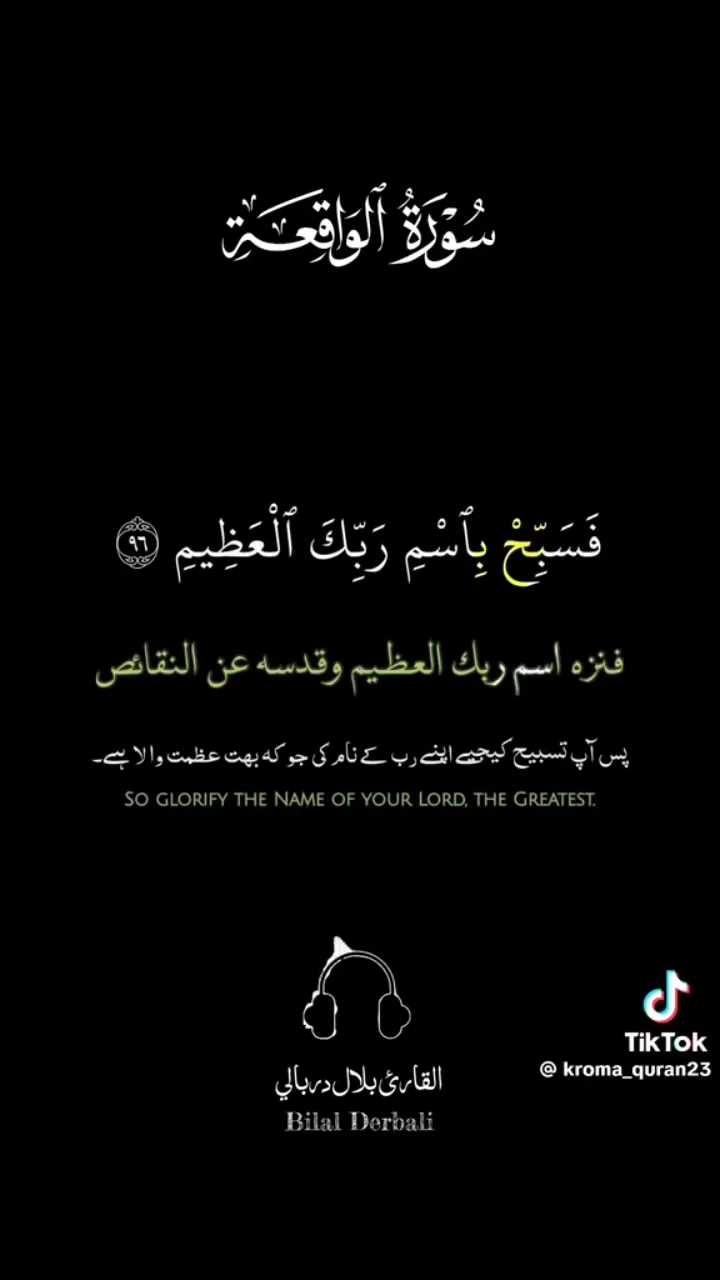 سُوْرَةُ ٱلْوَاقِعَةِ
فَسَبِّحْ بِٱسْمِ رَبِّكَ ٱلْعَظِيمِ ٩٦
فنزه اسم ربك العظيم وقدسه عن النقائص
پس آپ تسبیح کیجیے اپنے رب کے نام کی جو کہ بہت عظمت والا ہے۔
So glorify the Name of your Lord, the Greatest.
القارئ بلال دربالي
Bilal Derbali
TikTok
@ kroma_quran23